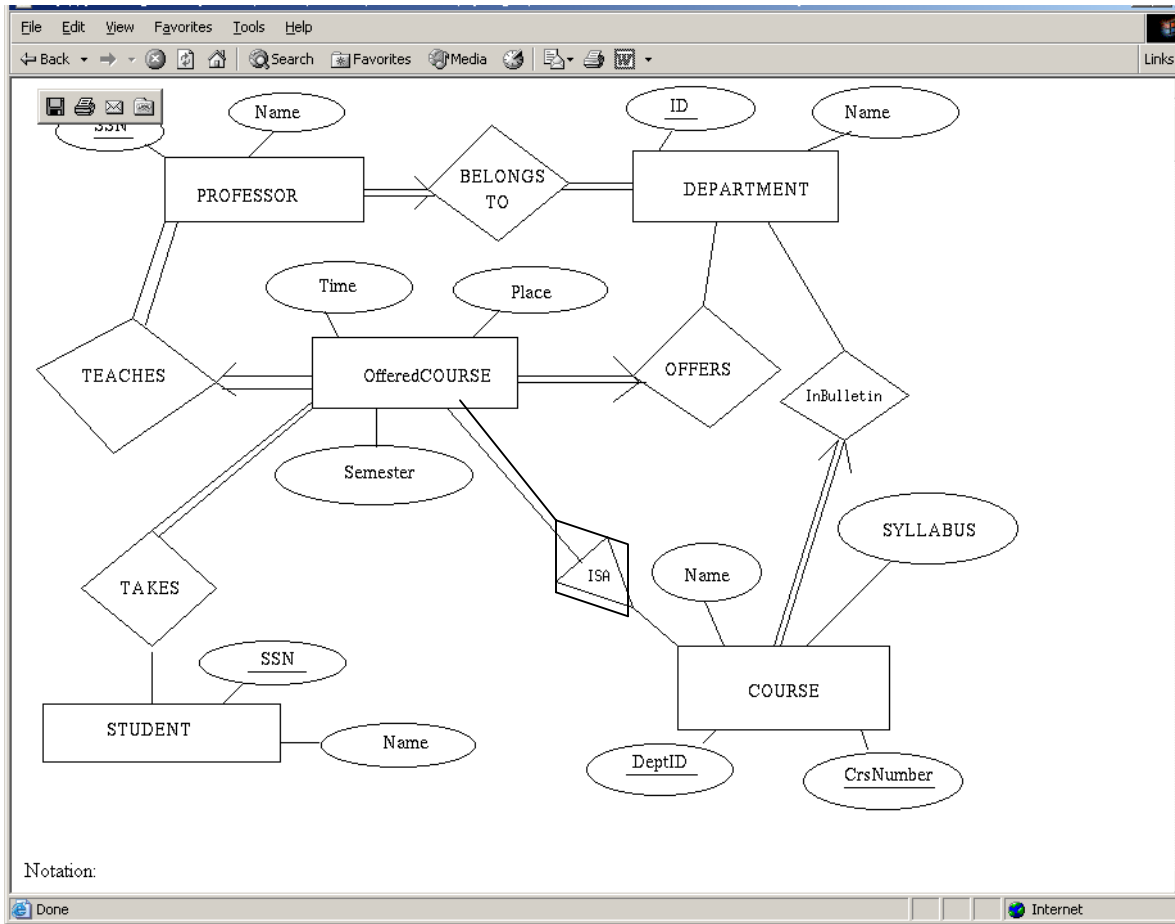 File Edit View Favorites Tools Help
Back Search Favorites Media Links
SSN Name ID Name
PROFESSOR
BELONGS
TO
DEPARTMENT
Time Place
TEACHES
OfferedCOURSE
OFFERS
InBulletin
Semester
SYLLABUS
TAKES
ISA
Name
SSN
STUDENT
Name
COURSE
DeptID
CrsNumber
Notation:
Done Internet